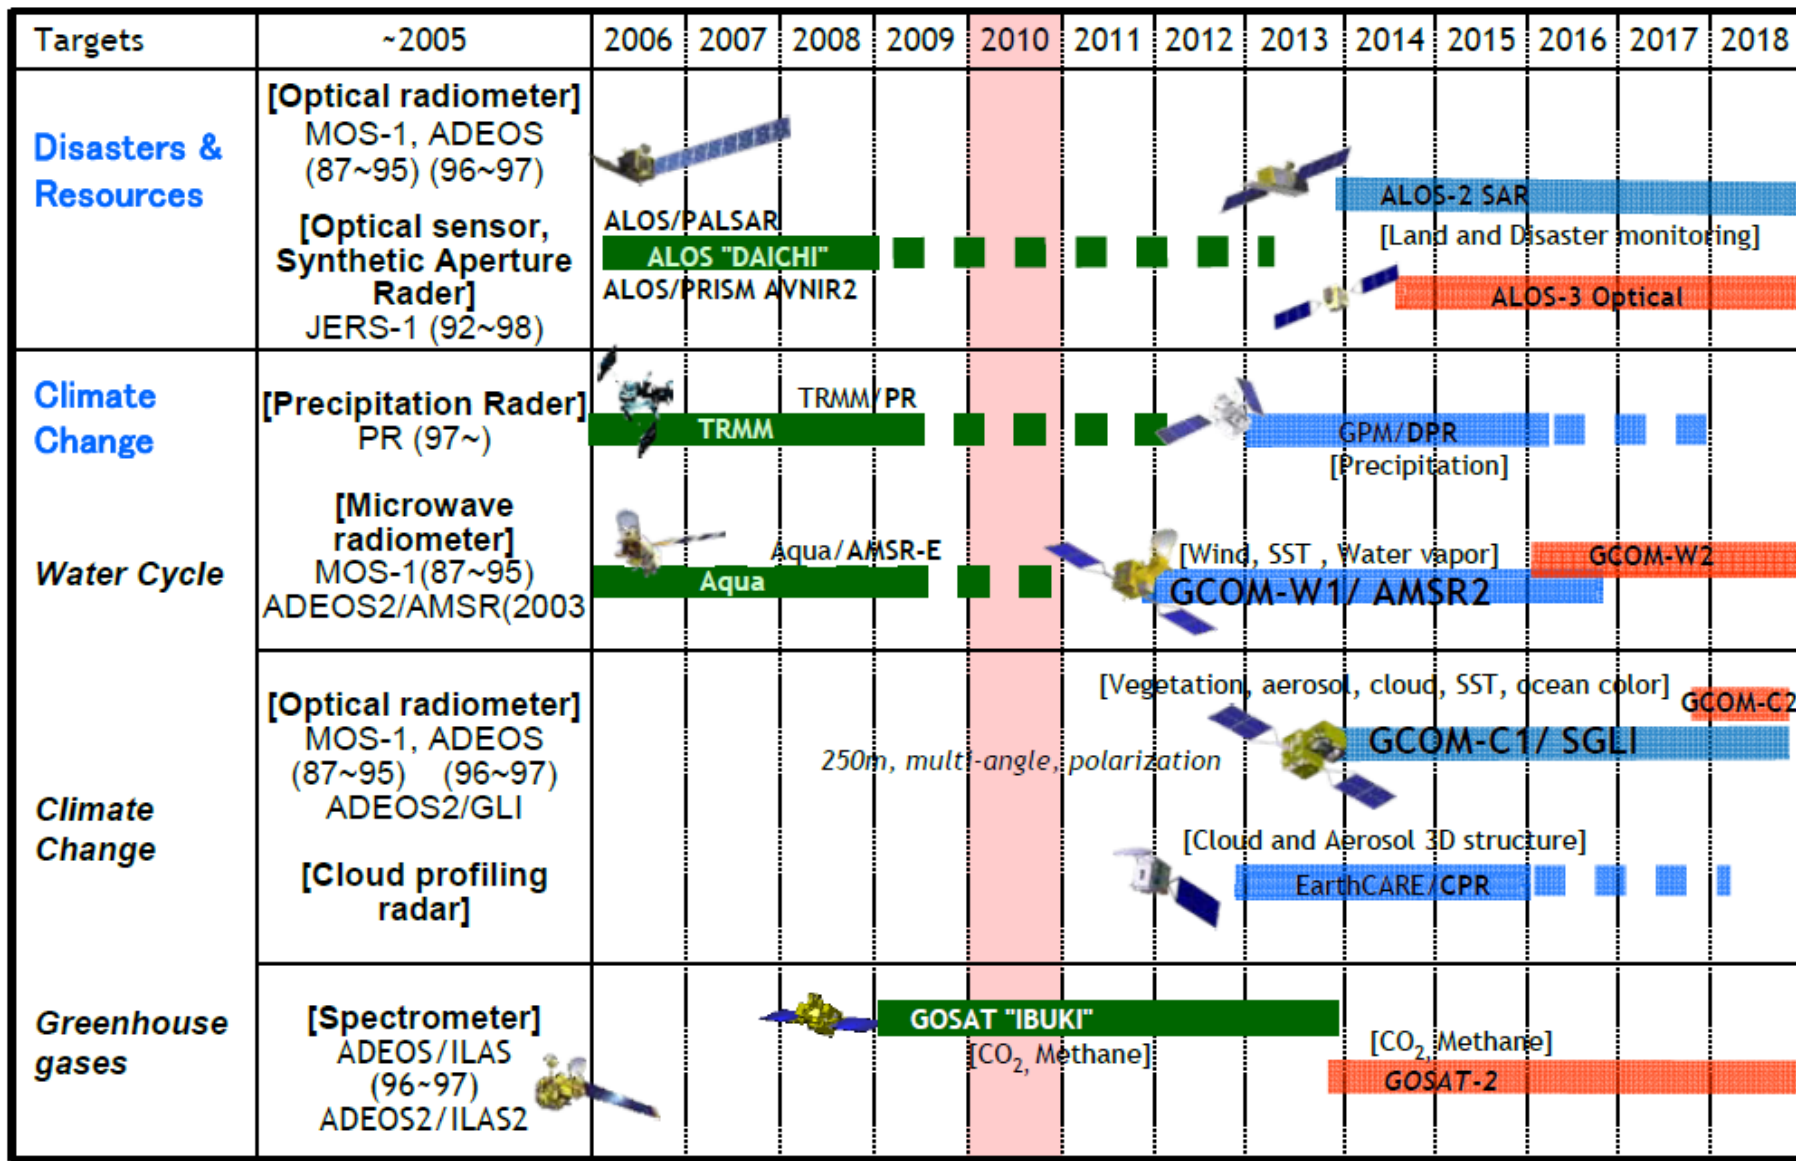 Targets ~2005 2006 2007 2008 2009 2010 2011 2012 2013 2014 2015 2016 2017 2018
Disasters &
Resources
[Optical radiometer]
MOS-1, ADEOS
(87~95) (96~97)
[Optical sensor,
Synthetic Aperture
Rader]
JERS-1 (92~98)
ALOS/PALSAR
ALOS "DAICHI"
ALOS/PRISM AVNIR2
ALOS-2 SAR
[Land and Disaster monitoring]
ALOS-3 Optical
Climate
Change
Water Cycle
[Precipitation Rader]
PR (97~)
[Microwave
radiometer]
MOS-1(87~95)
ADEOS2/AMSR(2003
TRMM/PR
TRMM
GPM/DPR
[Precipitation]
Aqua/AMSR-E
Aqua
[Wind, SST , Water vapor]
GCOM-W1/ AMSR2
GCOM-W2
Climate
Change
[Optical radiometer]
MOS-1, ADEOS
(87~95) (96~97)
ADEOS2/GLI
[Cloud profiling
radar]
[Vegetation, aerosol, cloud, SST, ocean color]
GCOM-C2
GCOM-C1/ SGLI
250m, multi-angle, polarization
[Cloud and Aerosol 3D structure]
EarthCARE/CPR
Greenhouse
gases
[Spectrometer]
ADEOS/ILAS
(96~97)
ADEOS2/ILAS2
GOSAT "IBUKI"
[CO2, Methane]
[CO2, Methane]
GOSAT-2